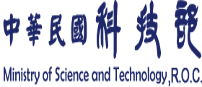 中華民國科技部
Ministry of Science and Technology,R.O.C.